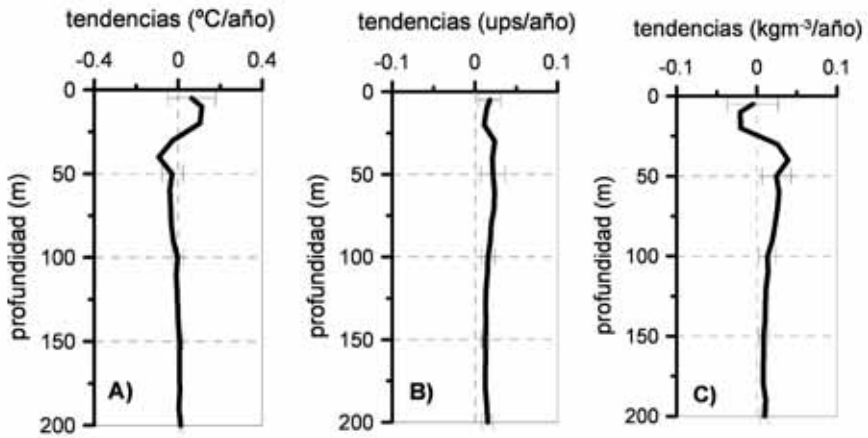 tendencias (ºC/año)
-0.4 0 0.4
0
50
100
150
200
profundidad (m)
A)
tendencias (ups/año)
-0.1 0 0.1
0
50
100
150
200
profundidad (m)
B)
tendencias (kgm-³/año)
-0.1 0 0.1
0
50
100
150
200
profundidad (m)
C)